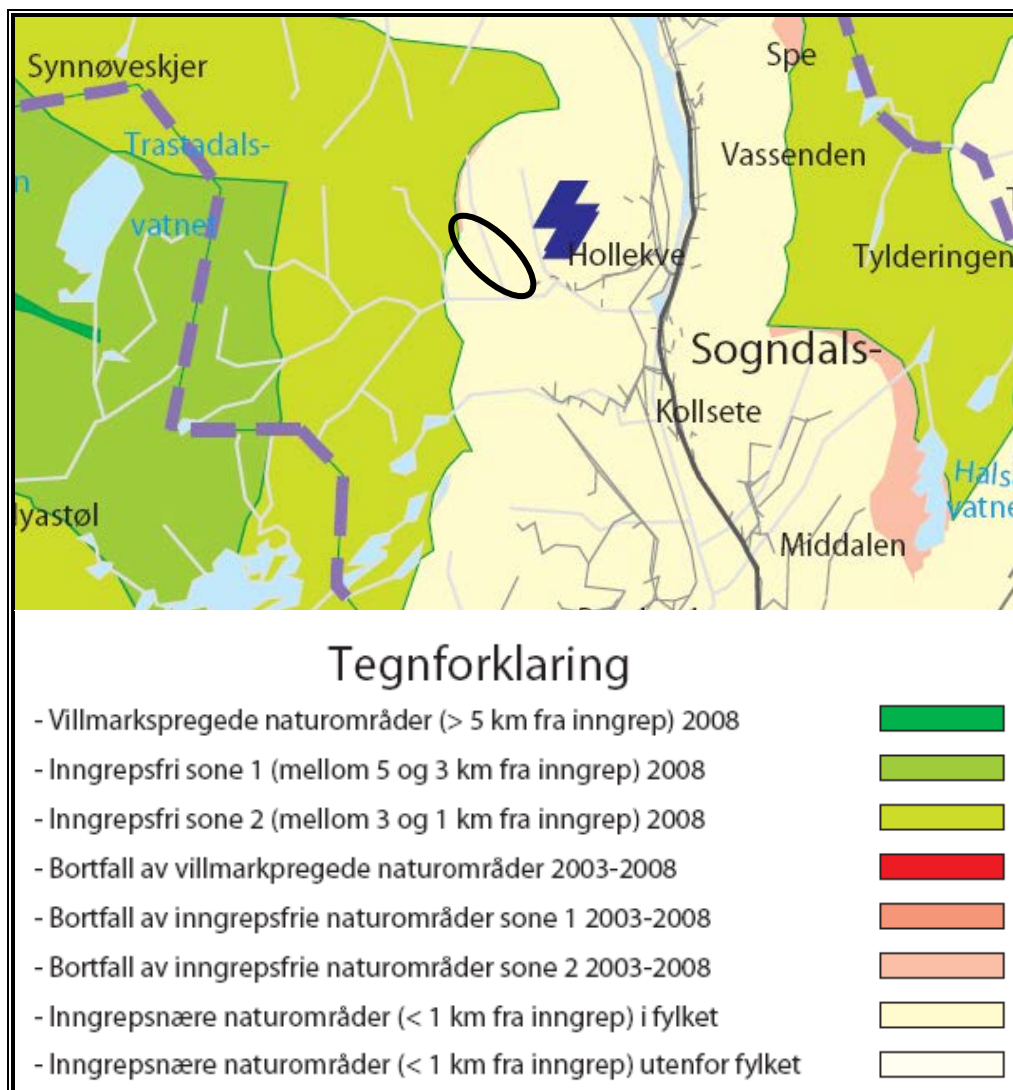 Synnøveskjer
Spe
Trastadals-
vatnet
n
Vassenden
T
Hollekve
Tylderingen
Sogndals-
Kollsete
Hals
vatne
lyastøl
Middalen
Tegnforklaring
- Villmarkspregede naturområder (> 5 km fra inngrep) 2008
- Inngrepsfri sone 1 (mellom 5 og 3 km fra inngrep) 2008
- Inngrepsfri sone 2 (mellom 3 og 1 km fra inngrep) 2008
- Bortfall av villmarkpregede naturområder 2003-2008
- Bortfall av inngrepsfrie naturområder sone 1 2003-2008
- Bortfall av inngrepsfrie naturområder sone 2 2003-2008
- Inngrepsnære naturområder (< 1 km fra inngrep) i fylket
- Inngrepsnære naturområder (< 1 km fra inngrep) utenfor fylket